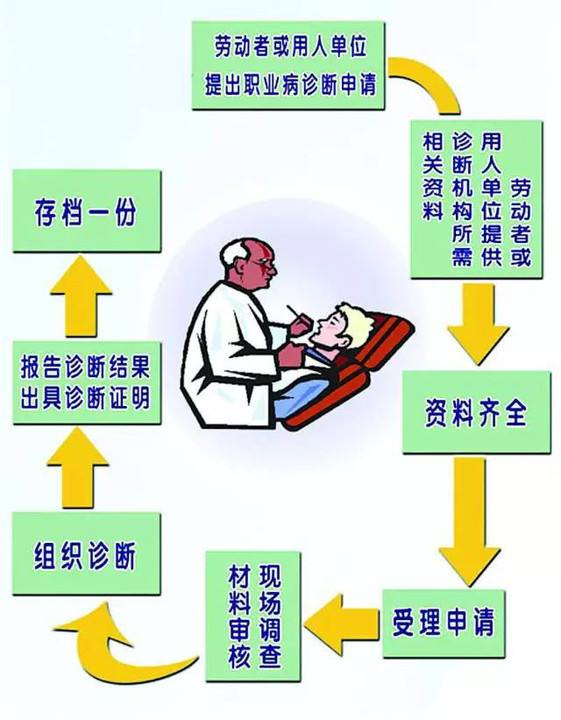 劳动者或用人单位
提出职业病诊断申请
劳动者或
用人单位提供
诊断机构所需
相关资料
资料齐全
受理申请
现场调查
材料审核
组织诊断
报告诊断结果
出具诊断证明
存档一份